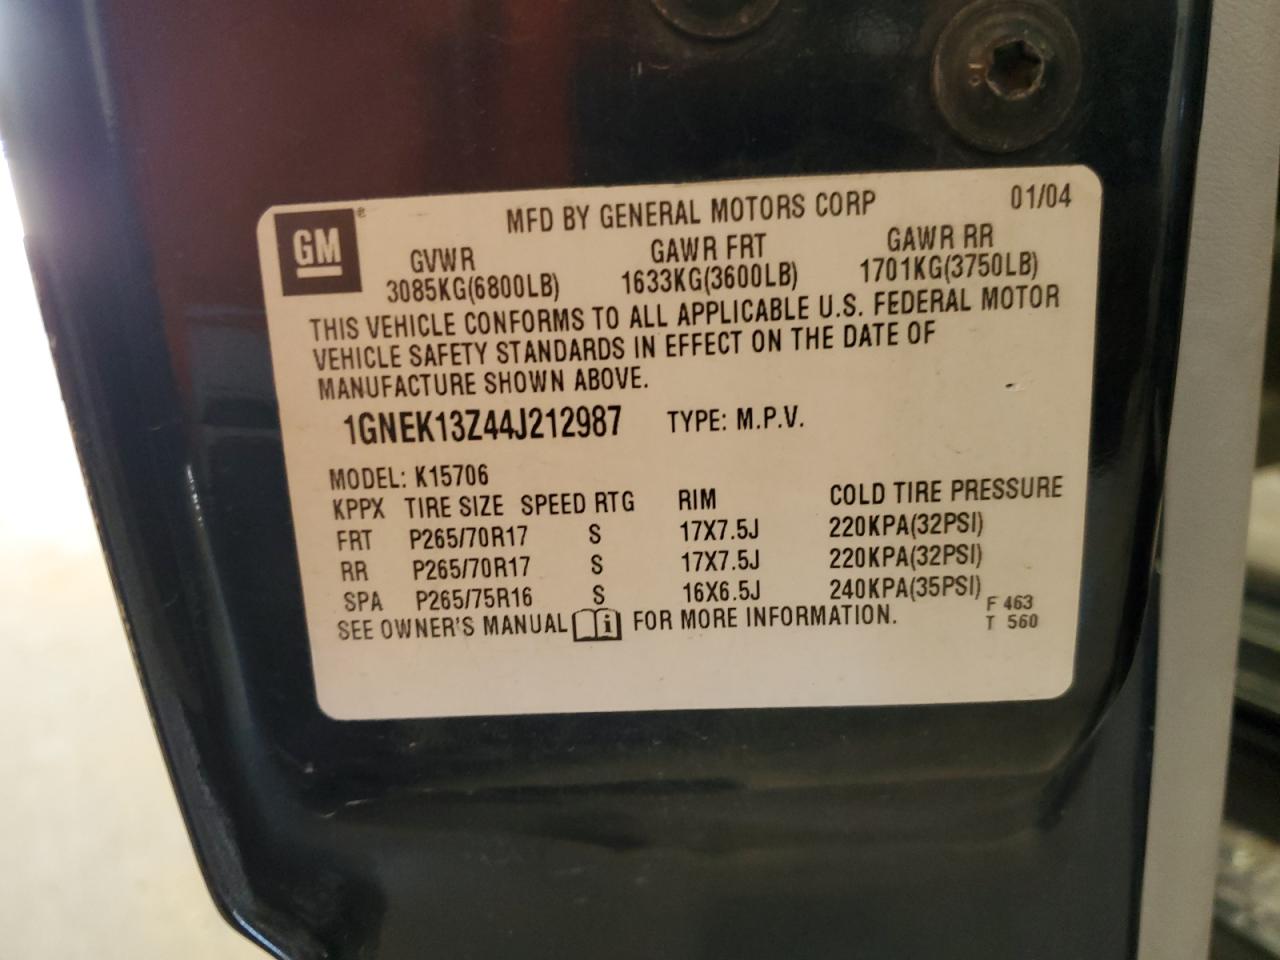 GM® MFD BY GENERAL MOTORS CORP 01/04
GVWR GAWR FRT GAWR RR
3085KG(6800LB) 1633KG(3600LB) 1701KG(3750LB)
THIS VEHICLE CONFORMS TO ALL APPLICABLE U.S. FEDERAL MOTOR
VEHICLE SAFETY STANDARDS IN EFFECT ON THE DATE OF
MANUFACTURE SHOWN ABOVE.
1GNEK13Z44J212987 TYPE: M.P.V.
MODEL: K15706
KPPX TIRE SIZE SPEED RTG RIM COLD TIRE PRESSURE
FRT P265/70R17 S 17X7.5J 220KPA(32PSI)
RR P265/70R17 S 17X7.5J 220KPA(32PSI)
SPA P265/75R16 S 16X6.5J 240KPA(35PSI)
SEE OWNER'S MANUAL i FOR MORE INFORMATION.
F 463
T 560